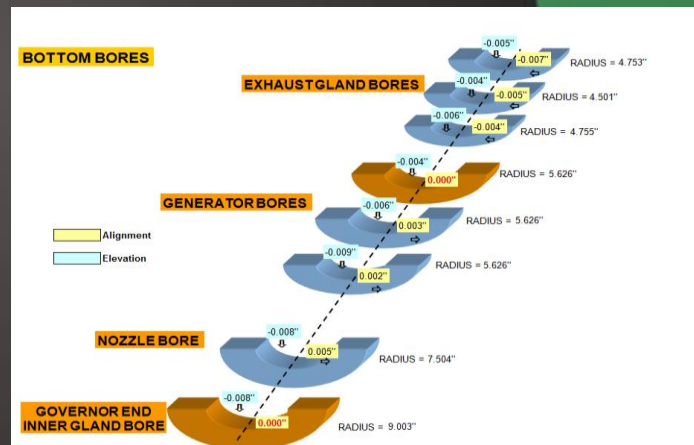 BOTTOM BORES
-0.005"
-0.007"
RADIUS = 4.753"
EXHAUST GLAND BORES
-0.004"
-0.005"
RADIUS = 4.501"
-0.006"
-0.004"
RADIUS = 4.755"
-0.004"
0.000"
RADIUS = 5.626"
GENERATOR BORES
-0.006"
0.003"
RADIUS = 5.626"
Alignment
Elevation
-0.009"
0.002"
RADIUS = 5.626"
NOZZLE BORE
-0.008"
0.005"
RADIUS = 7.504"
GOVERNOR END
INNER GLAND BORE
-0.008"
0.000"
RADIUS = 9.003"